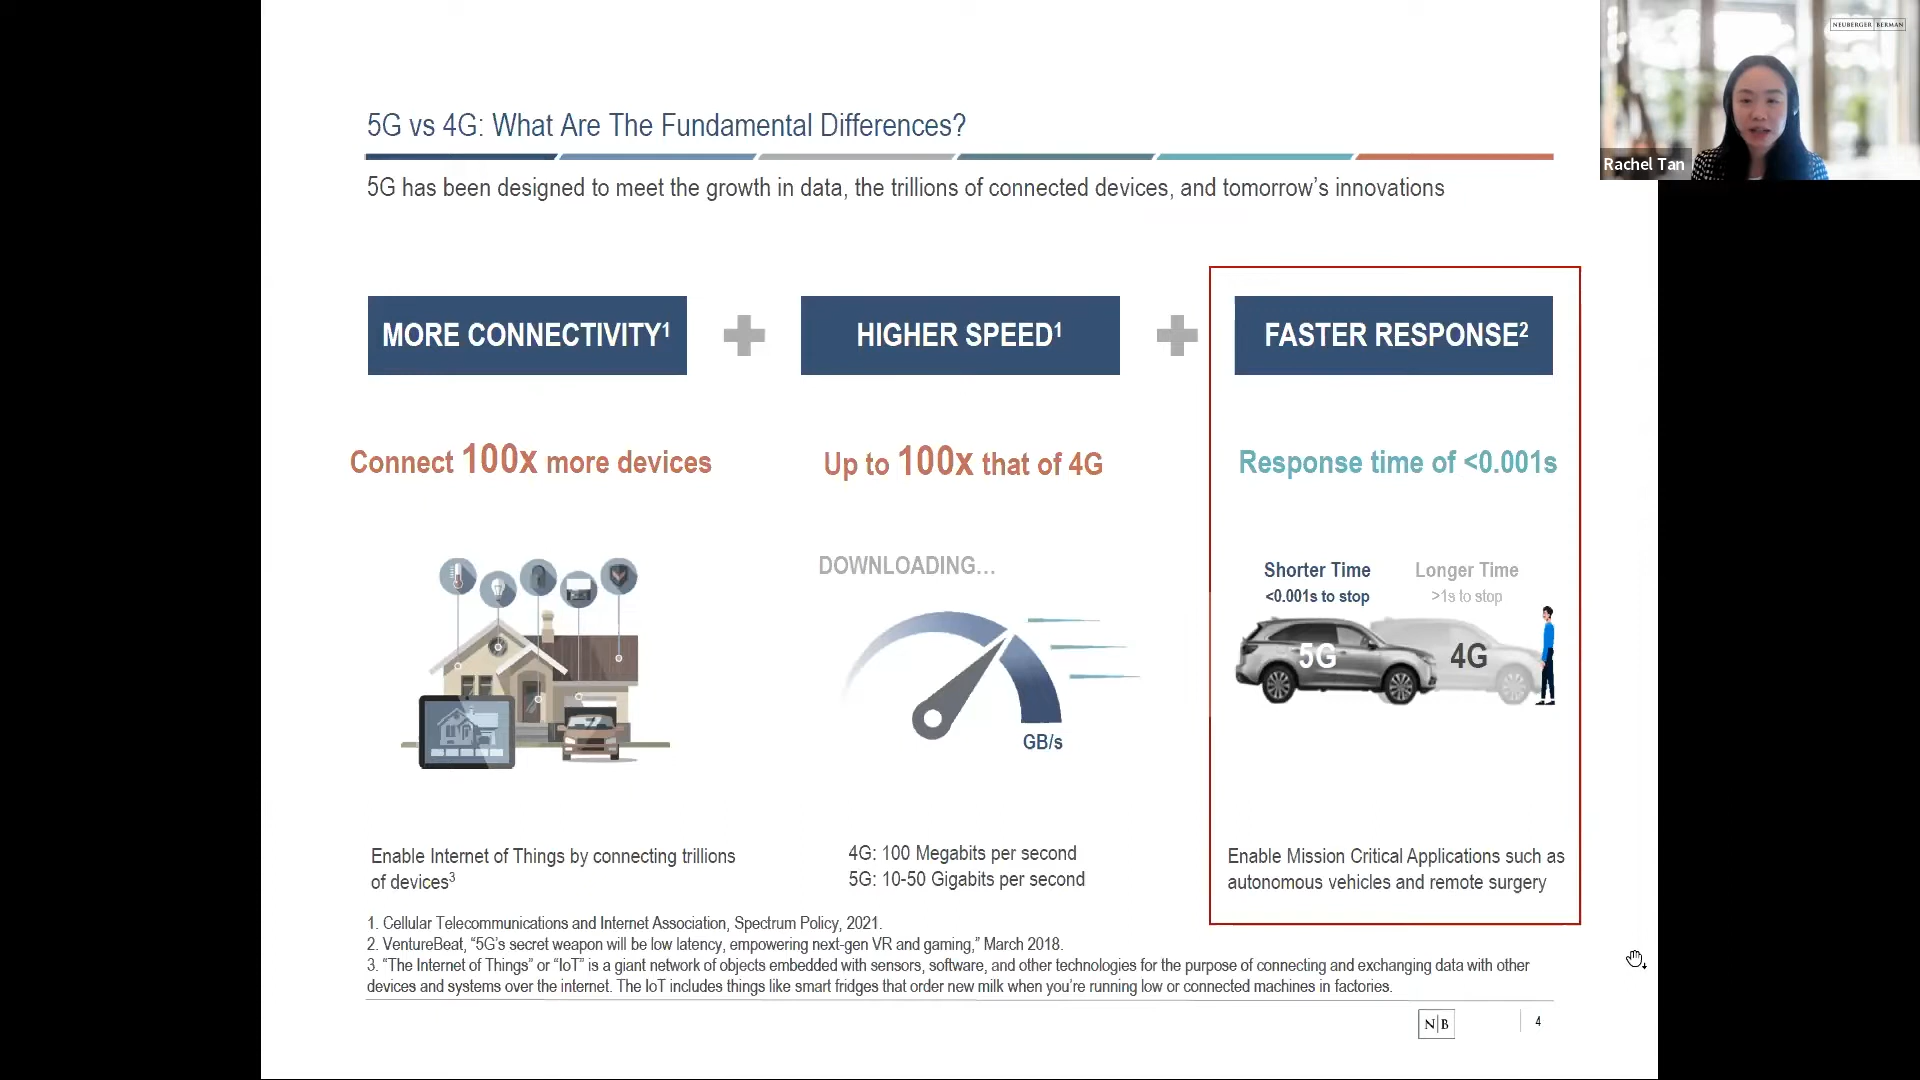 NEUBERGER BERMAN
Rachel Tan
5G vs 4G: What Are The Fundamental Differences?
5G has been designed to meet the growth in data, the trillions of connected devices, and tomorrow’s innovations
MORE CONNECTIVITY¹
HIGHER SPEED¹
FASTER RESPONSE²
Connect 100x more devices
Up to 100x that of 4G
Response time of <0.001s
DOWNLOADING…
GB/s
Shorter Time
<0.001s to stop
Longer Time
>1s to stop
5G
4G
Enable Internet of Things by connecting trillions
of devices³
4G: 100 Megabits per second
5G: 10-50 Gigabits per second
Enable Mission Critical Applications such as
autonomous vehicles and remote surgery
1. Cellular Telecommunications and Internet Association, Spectrum Policy, 2021.
2. VentureBeat, “5G’s secret weapon will be low latency, empowering next-gen VR and gaming,” March 2018.
3. “The Internet of Things” or “IoT” is a giant network of objects embedded with sensors, software, and other technologies for the purpose of connecting and exchanging data with other
devices and systems over the internet. The IoT includes things like smart fridges that order new milk when you’re running low or connected machines in factories.
N|B
4